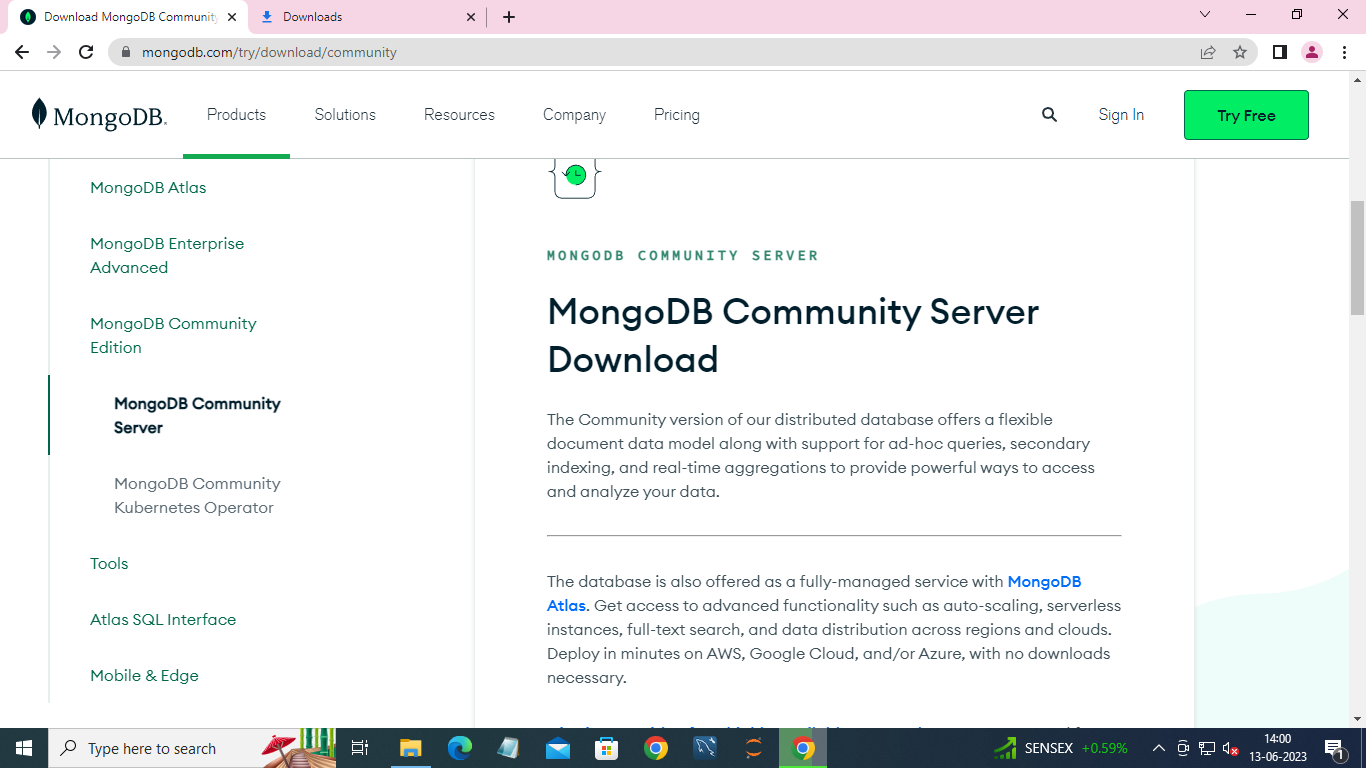 Download MongoDB Community
Downloads
mongodb.com/try/download/community
MongoDB.
Products
Solutions
Resources
Company
Pricing
Sign In
Try Free
MongoDB Atlas
MongoDB Enterprise
Advanced
MongoDB Community
Edition
MongoDB Community
Server
MongoDB Community
Kubernetes Operator
Tools
Atlas SQL Interface
Mobile & Edge
MONGODB COMMUNITY SERVER
MongoDB Community Server
Download
The Community version of our distributed database offers a flexible
document data model along with support for ad-hoc queries, secondary
indexing, and real-time aggregations to provide powerful ways to access
and analyze your data.
The database is also offered as a fully-managed service with MongoDB
Atlas. Get access to advanced functionality such as auto-scaling, serverless
instances, full-text search, and data distribution across regions and clouds.
Deploy in minutes on AWS, Google Cloud, and/or Azure, with no downloads
necessary.
Type here to search
SENSEX +0.59%
14:00
13-06-2023
1